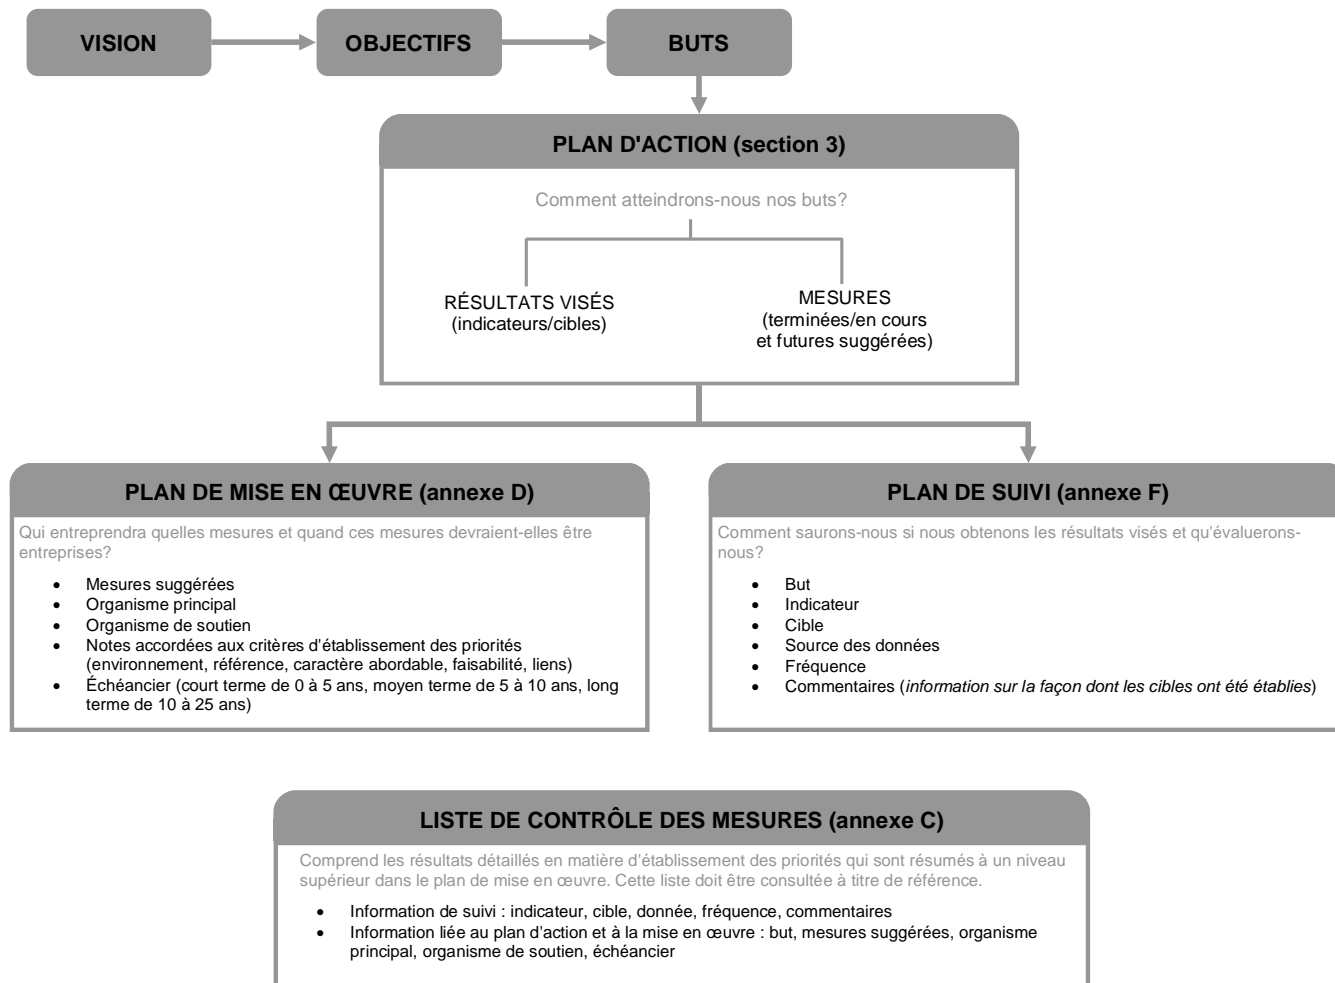 VISION
OBJECTIFS
BUTS
PLAN D'ACTION (section 3)
Comment atteindrons-nous nos buts?
RÉSULTATS VISÉS
(indicateurs/cibles)
MESURES
(terminées/en cours
et futures suggérées)
PLAN DE MISE EN ŒUVRE (annexe D)
Qui entreprendra quelles mesures et quand ces mesures devraient-elles être
entreprises?
• Mesures suggérées
• Organisme principal
• Organisme de soutien
• Notes accordées aux critères d'établissement des priorités
(environnement, référence, caractère abordable, faisabilité, liens)
• Échéancier (court terme de 0 à 5 ans, moyen terme de 5 à 10 ans, long
terme de 10 à 25 ans)
PLAN DE SUIVI (annexe F)
Comment saurons-nous si nous obtenons les résultats visés et qu'évaluerons-
nous?
• But
• Indicateur
• Cible
• Source des données
• Fréquence
• Commentaires (information sur la façon dont les cibles ont été établies)
LISTE DE CONTRÔLE DES MESURES (annexe C)
Comprend les résultats détaillés en matière d'établissement des priorités qui sont résumés à un niveau
supérieur dans le plan de mise en œuvre. Cette liste doit être consultée à titre de référence.
• Information de suivi : indicateur, cible, donnée, fréquence, commentaires
• Information liée au plan d'action et à la mise en œuvre : but, mesures suggérées, organisme
principal, organisme de soutien, échéancier